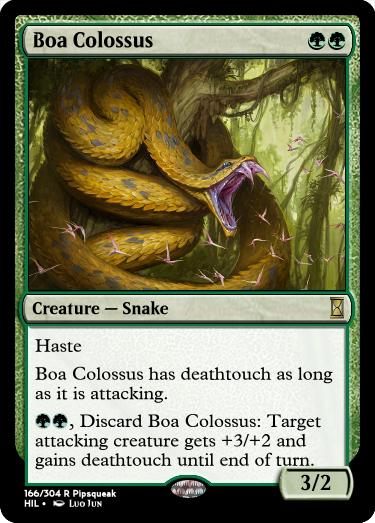 Boa Colossus
Creature — Snake
Haste
Boa Colossus has deathtouch as long
as it is attacking.
, Discard Boa Colossus: Target
attacking creature gets +3/+2 and
gains deathtouch until end of turn.
3/2
166/304 R Pipsqueak
HIL • Luo Jun